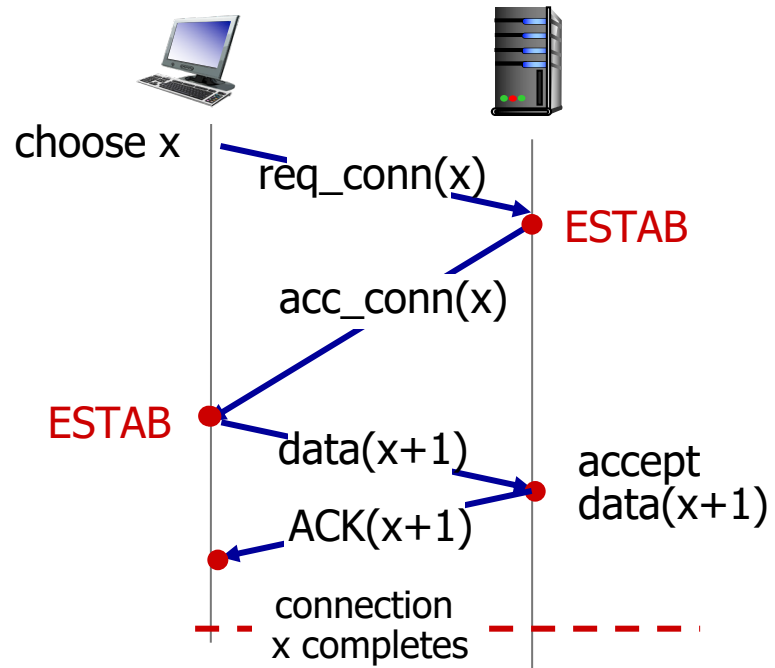 choose x
req_conn(x)
ESTAB
acc_conn(x)
ESTAB
data(x+1)
accept
data(x+1)
ACK(x+1)
connection
x completes